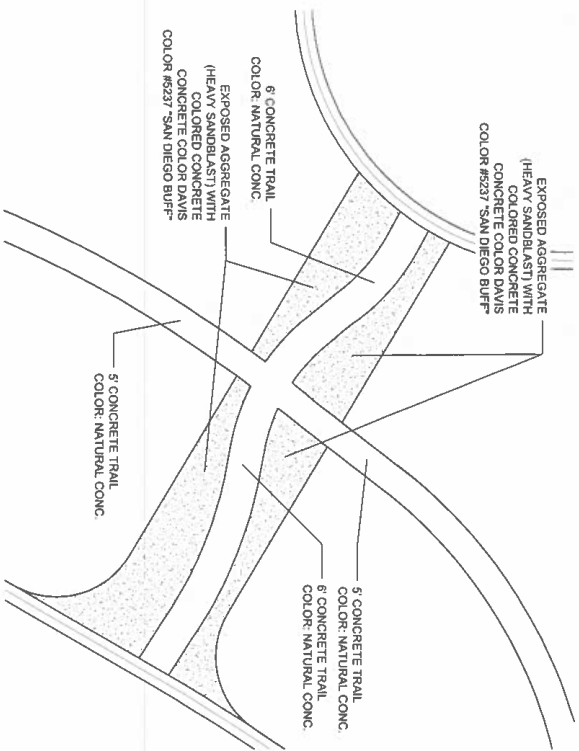 EXPOSED AGGREGATE
(HEAVY SANDBLAST) WITH
COLORED CONCRETE
CONCRETE COLOR DAVIS
COLOR #5237 "SAN DIEGO BUFF"
5' CONCRETE TRAIL
COLOR: NATURAL CONC.
6' CONCRETE TRAIL
COLOR: NATURAL CONC.
6' CONCRETE TRAIL
COLOR: NATURAL CONC.
EXPOSED AGGREGATE
(HEAVY SANDBLAST) WITH
COLORED CONCRETE
CONCRETE COLOR DAVIS
COLOR #5237 "SAN DIEGO BUFF"
5' CONCRETE TRAIL
COLOR: NATURAL CONC.